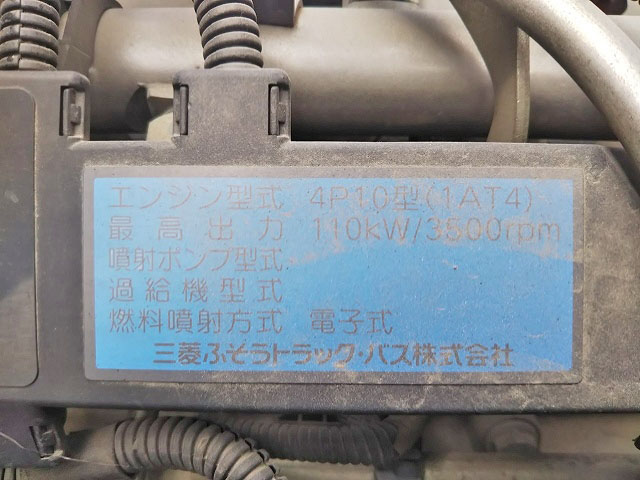 エンジン型式 4P10型(1AT4)
最高出力 110kW/3500rpm
噴射ポンプ型式
過給機型式
燃料噴射方式 電子式
三菱ふそうトラック・バス株式会社